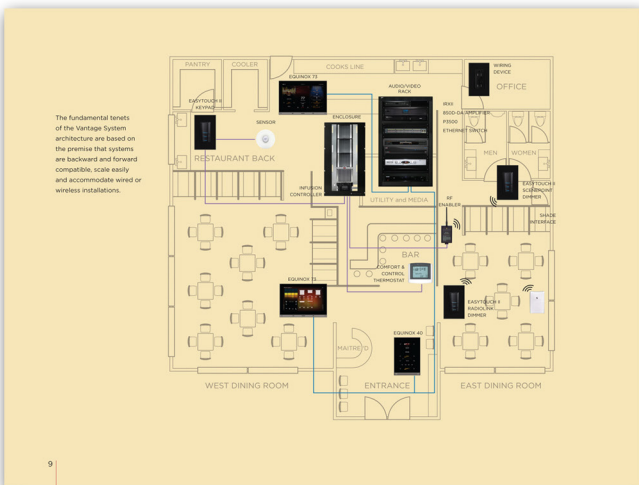 The fundamental tenets
of the Vantage System
architecture are based on
the premise that systems
are backward and forward
compatible, scale easily
and accommodate wired or
wireless installations.
PANTRY
COOLER
COOKS LINE
EQUINOX 73
AUDIO/VIDEO
RACK
WIRING
DEVICE
OFFICE
EASYTOUCH II
KEYPAD
SENSOR
ENCLOSURE
850D-DA AMPLIFIER
P3500
ETHERNET SWITCH
RESTAURANT BACK
MEN
WOMEN
INFUSION
CONTROLLER
UTILITY and MEDIA
RF
ENABLER
EASYTOUCH II
SCENEPOINT
DIMMER
SHADE
INTERFACE
BAR
COMFORT &
CONTROL
THERMOSTAT
EQUINOX 73
EASYTOUCH II
RADIOLINK
DIMMER
EQUINOX 40
MAITRE'D
WEST DINING ROOM
ENTRANCE
EAST DINING ROOM
9